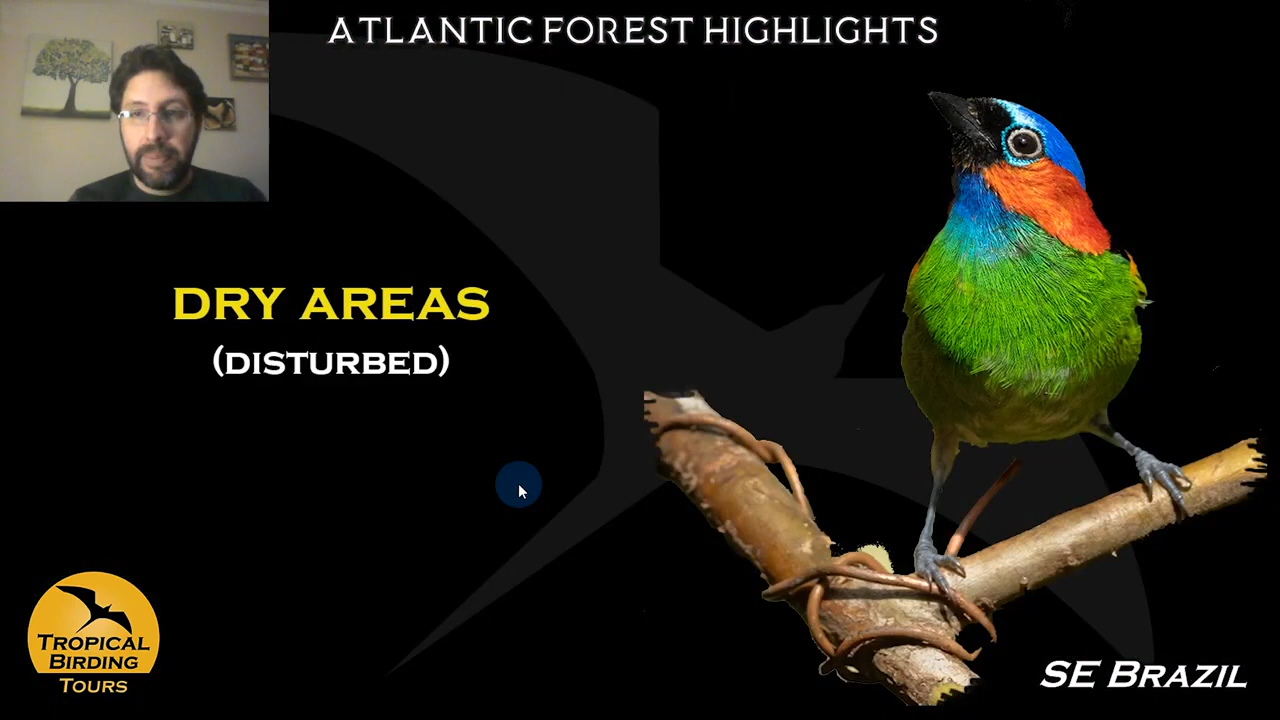 ATLANTIC FOREST HIGHLIGHTS
DRY AREAS
(DISTURBED)
TROPICAL
BIRDING
TOURS
SE BRAZIL